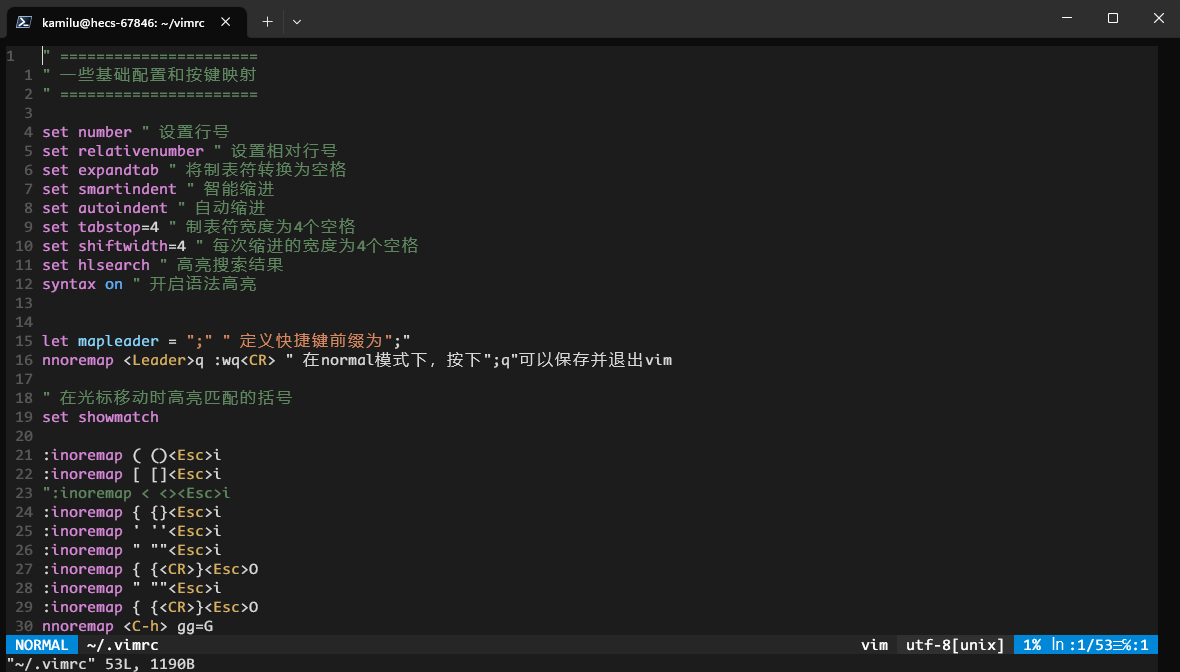 kamilu@hecs-67846: ~/vimrc
1 " ======================
1 " 一些基础配置和按键映射
2 " ======================
3
4 set number " 设置行号
5 set relativenumber " 设置相对行号
6 set expandtab " 将制表符转换为空格
7 set smartindent " 智能缩进
8 set autoindent " 自动缩进
9 set tabstop=4 " 制表符宽度为4个空格
10 set shiftwidth=4 " 每次缩进的宽度为4个空格
11 set hlsearch " 高亮搜索结果
12 syntax on " 开启语法高亮
13
14
15 let mapleader = ";" " 定义快捷键前缀为";"
16 nnoremap <Leader>q :wq<CR> " 在normal模式下，按下";q"可以保存并退出vim
17
18 " 在光标移动时高亮匹配的括号
19 set showmatch
20
21 :inoremap ( ()<Esc>i
22 :inoremap [ []<Esc>i
23 ":inoremap < <><Esc>i
24 :inoremap { {}<Esc>i
25 :inoremap ' ''<Esc>i
26 :inoremap " ""<Esc>i
27 :inoremap { {<CR>}<Esc>O
28 :inoremap " ""<Esc>i
29 :inoremap { {<CR>}<Esc>O
30 nnoremap <C-h> gg=G
NORMAL ~/.vimrc vim utf-8[unix] 1% ln :1/53☰℅:1
"~/.vimrc" 53L, 1190B